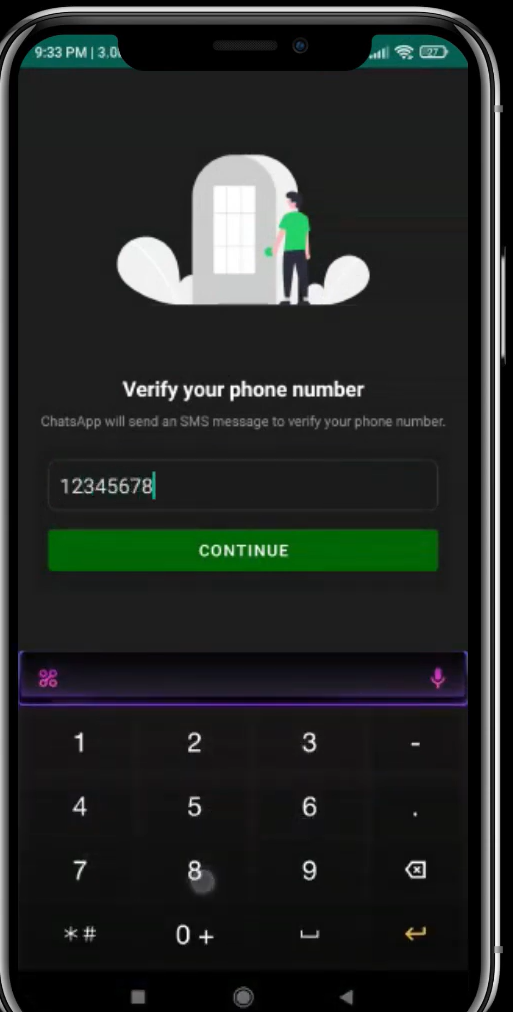 9:33 PM | 3.0
27
Verify your phone number
ChatsApp will send an SMS message to verify your phone number.
12345678
CONTINUE
1 2 3 -
4 5 6 .
7 8 9
*# 0 +